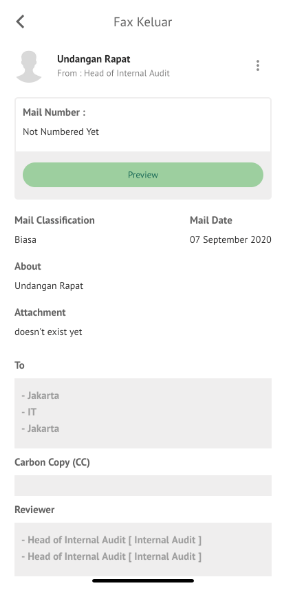 Fax Keluar
Undangan Rapat
From : Head of Internal Audit
Mail Number :
Not Numbered Yet
Preview
Mail Classification
Mail Date
Biasa
07 September 2020
About
Undangan Rapat
Attachment
doesn't exist yet
To
- Jakarta
- IT
- Jakarta
Carbon Copy (CC)
Reviewer
- Head of Internal Audit [ Internal Audit ]
- Head of Internal Audit [ Internal Audit ]